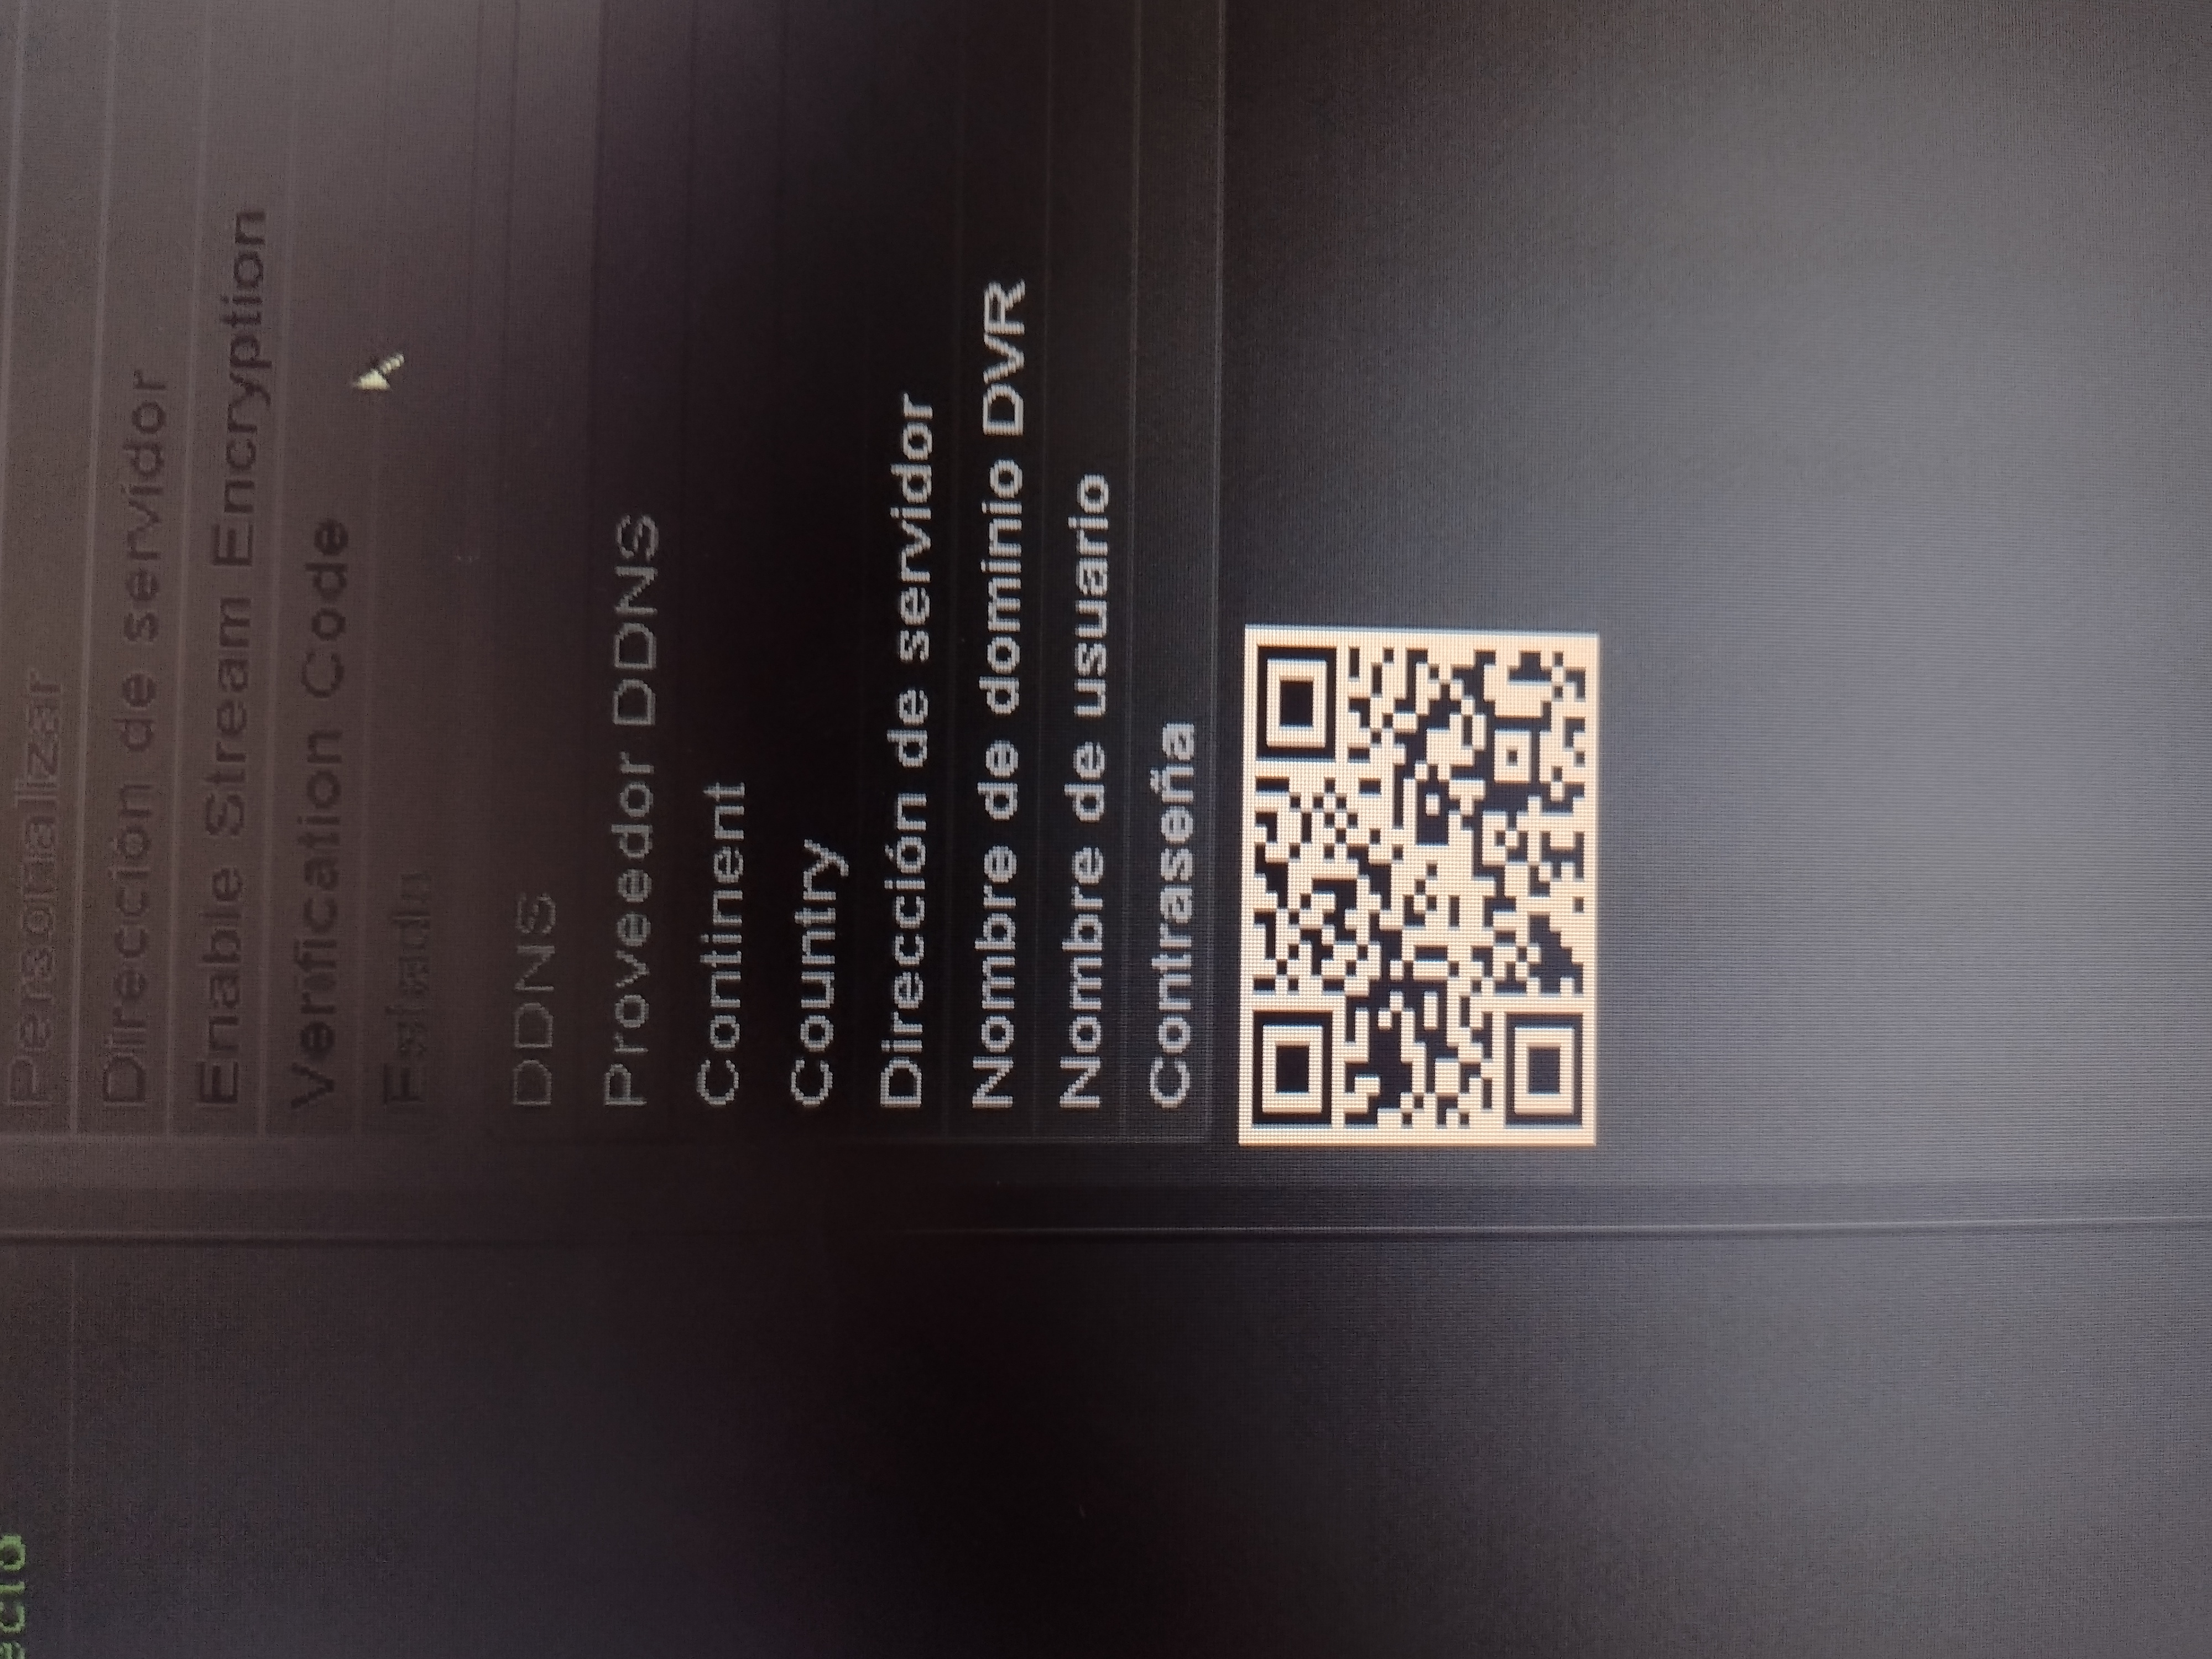 Personalizar
Dirección de servidor
Enable Stream Encryption
Verification Code
Estado
DDNS
Proveedor DDNS
Continent
Country
Dirección de servidor
Nombre de dominio DVR
Nombre de usuario
Contraseña